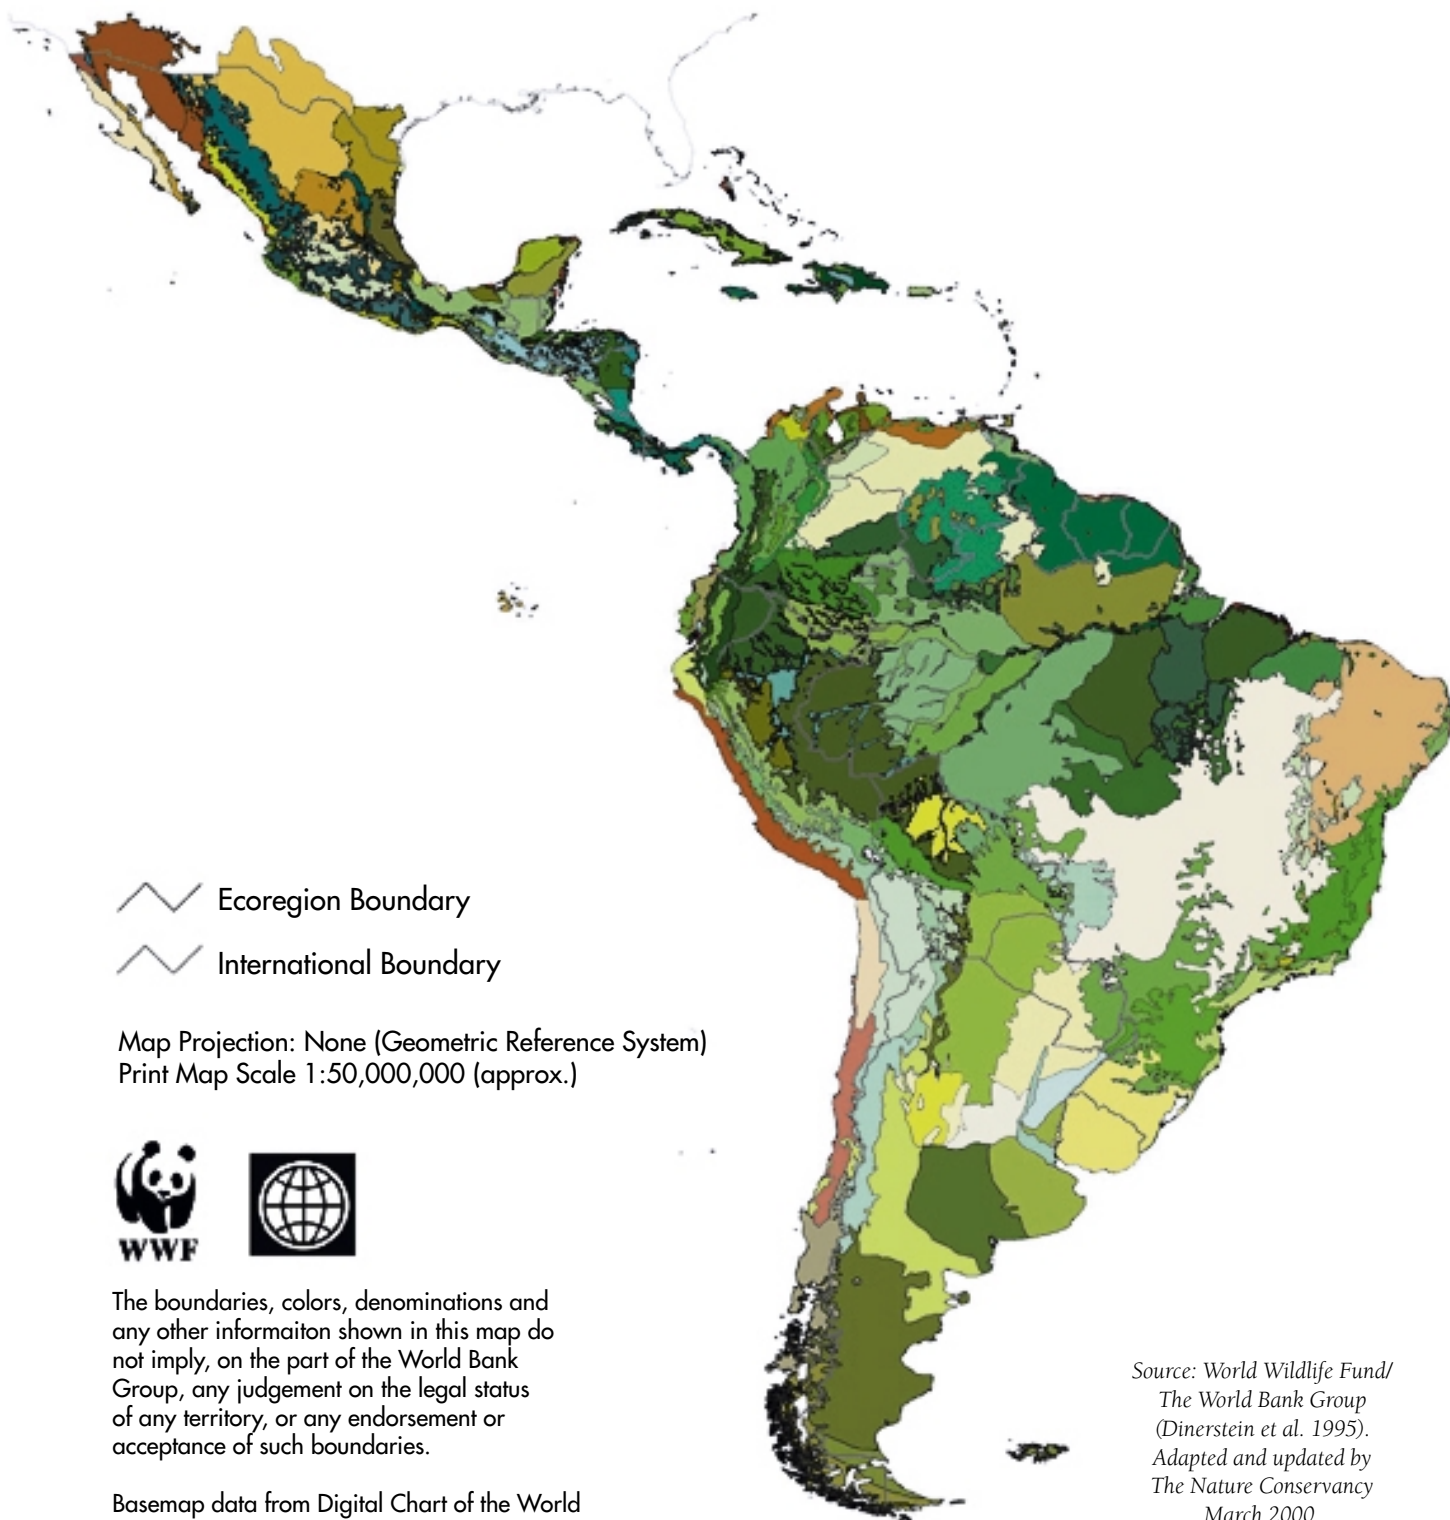 Ecoregion Boundary
International Boundary
Map Projection: None (Geometric Reference System)
Print Map Scale 1:50,000,000 (approx.)
WWF
The boundaries, colors, denominations and
any other informaiton shown in this map do
not imply, on the part of the World Bank
Group, any judgement on the legal status
of any territory, or any endorsement or
acceptance of such boundaries.
Basemap data from Digital Chart of the World
Source: World Wildlife Fund/
The World Bank Group
(Dinerstein et al. 1995).
Adapted and updated by
The Nature Conservancy
March 2000